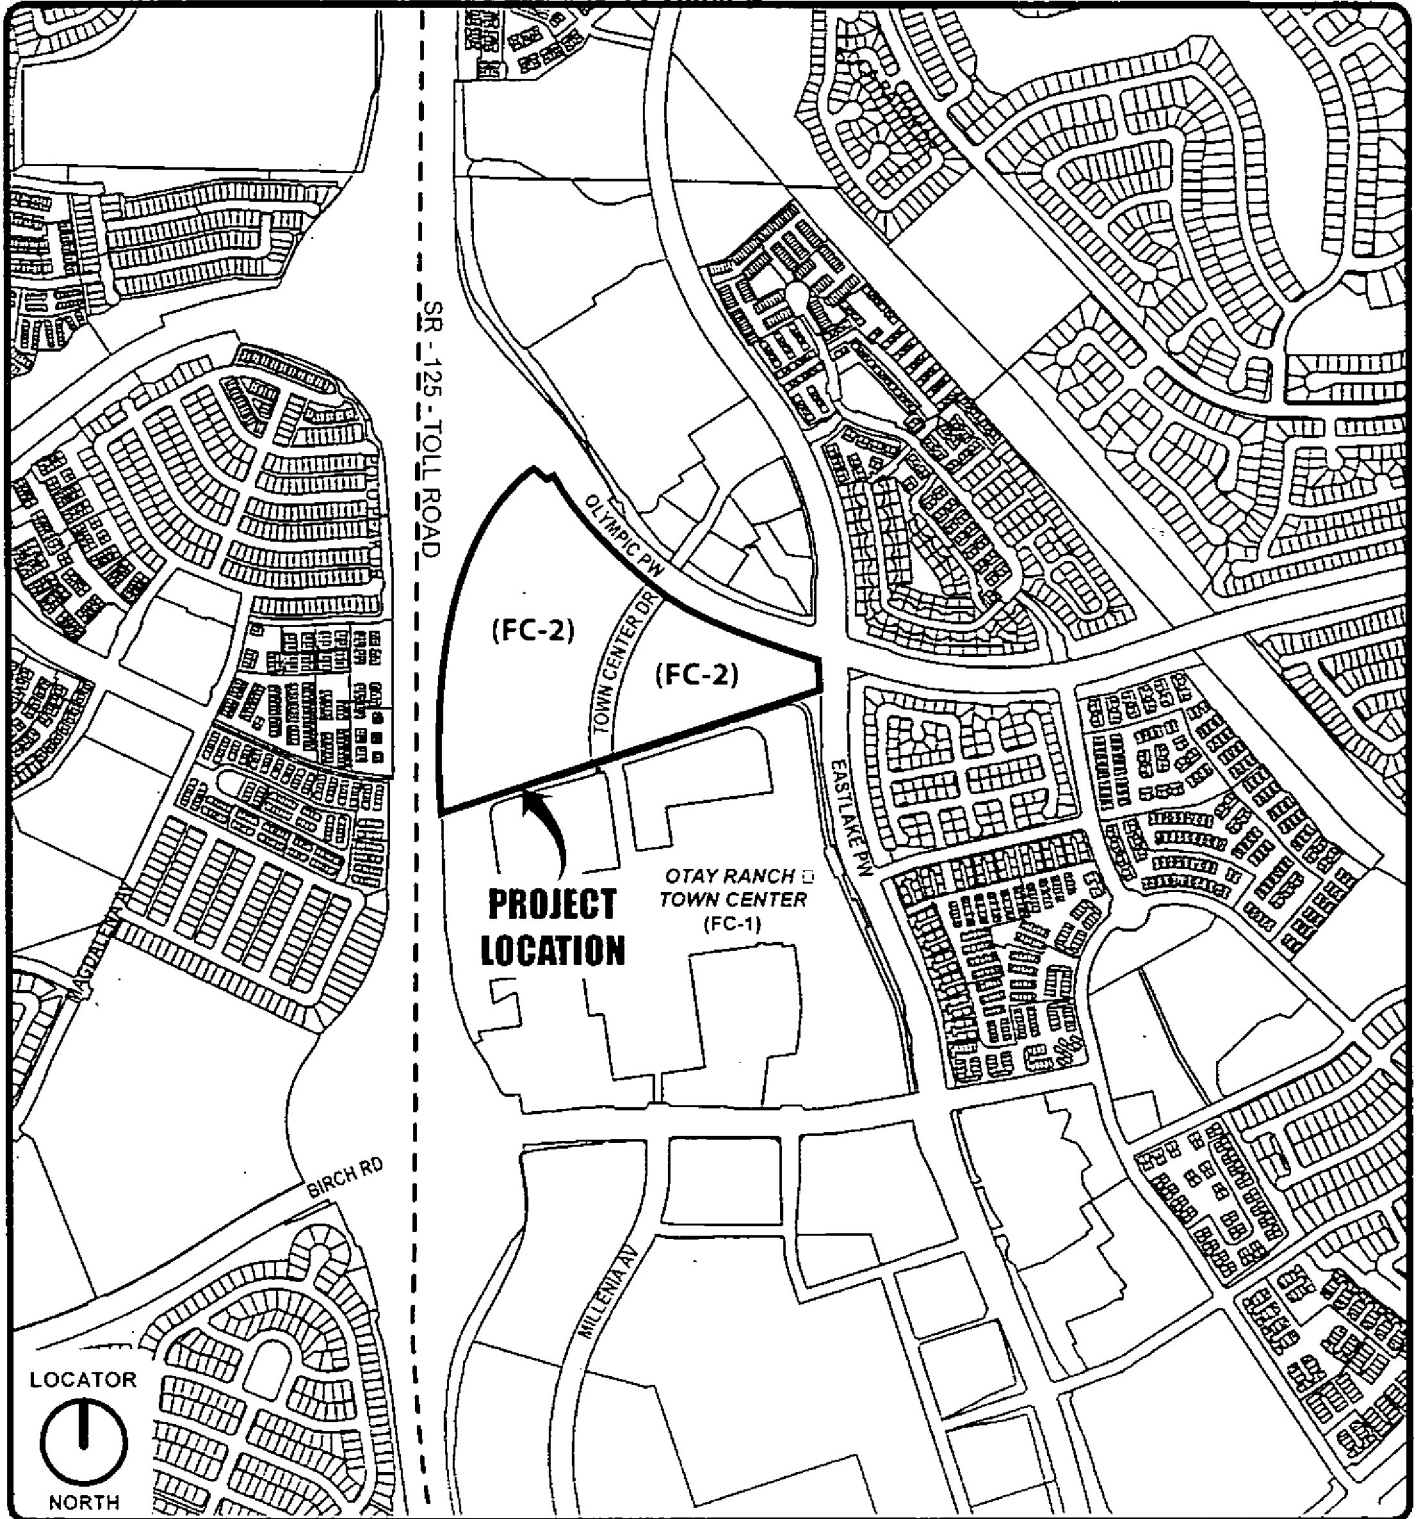 SR - 125 - TOLL ROAD
OLYMPIC PW
(FC-2)
TOWN CENTER DR
(FC-2)
EASTLAKE PW
OTAY RANCH □
TOWN CENTER
(FC-1)
PROJECT
LOCATION
MAGDALENA AV
BIRCH RD
MILLENIA AV
LOCATOR
NORTH